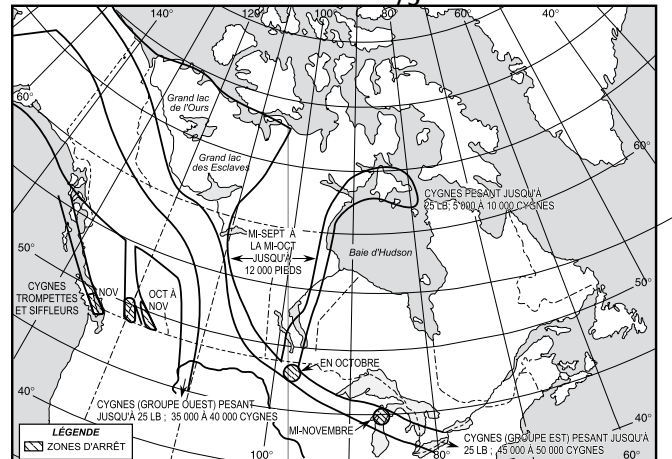 140°
120°
100°
80°
60°
40°
60°
Grand lac
de l'Ours
Grand lac
des Esclaves
60°
CYGNES PESANT JUSQU'À
25 LB; 5 000 À 10 000 CYGNES
MI-SEPT À
LA MI-OCT
JUSQU'À
12 000 PIEDS
Baie d'Hudson
50°
50°
CYGNES
TROMPETTES
ET SIFFLEURS
NOV
OCT À
NOV
EN OCTOBRE
40°
CYGNES (GROUPE OUEST) PESANT
JUSQU'À 25 LB ; 35 000 À 40 000 CYGNES
MI-NOVEMBRE
40°
LÉGENDE
ZONES D'ARRÊT
100°
80°
CYGNES (GROUPE EST) PESANT JUSQU'À
25 LB ; 45 000 À 50 000 CYGNES
60°